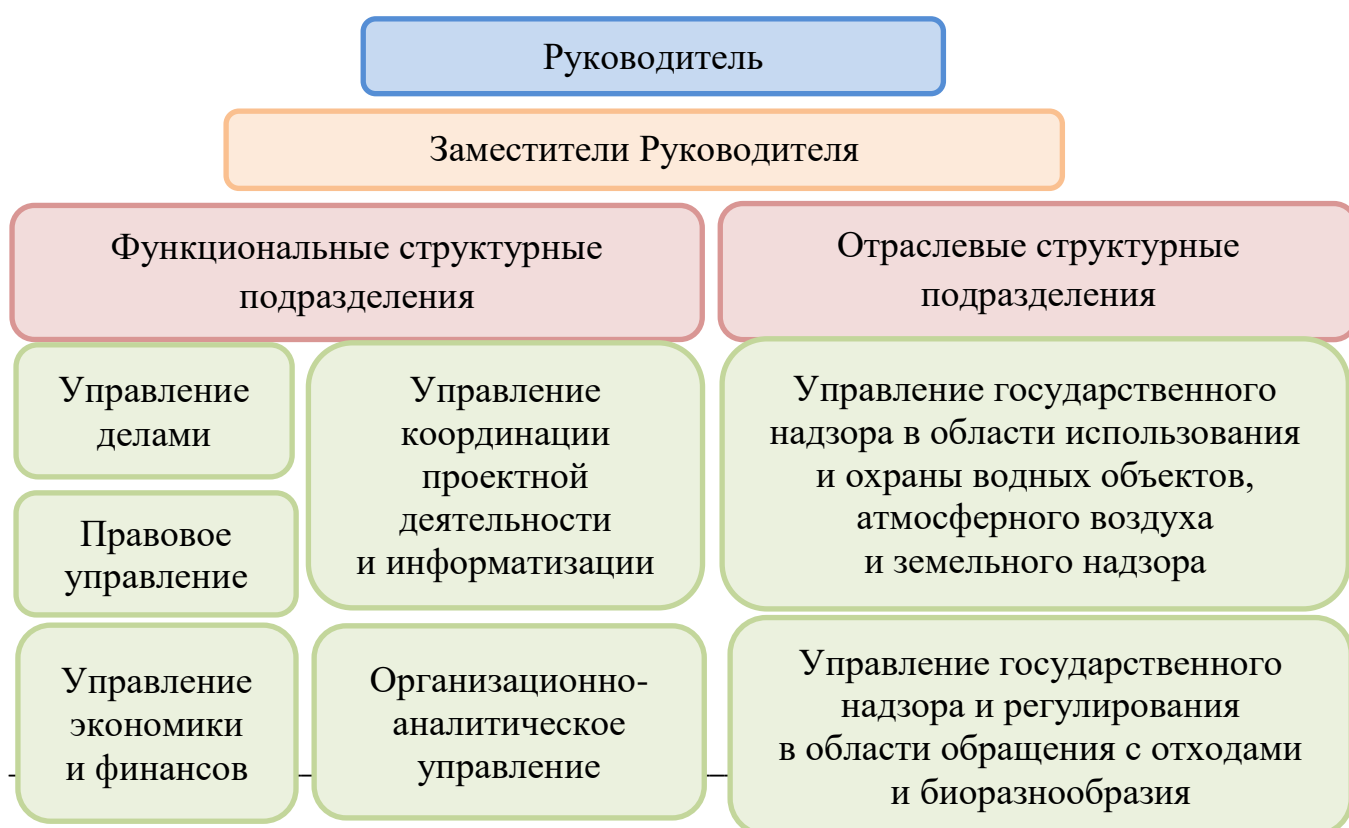 Руководитель
Заместители Руководителя
Функциональные структурные
подразделения
Отраслевые структурные
подразделения
Управление
делами
Правовое
управление
Управление
экономики
и финансов
Управление
координации
проектной
деятельности
и информатизации
Организационно-
аналитическое
управление
Управление государственного
надзора в области использования
и охраны водных объектов,
атмосферного воздуха
и земельного надзора
Управление государственного
надзора и регулирования
в области обращения с отходами
и биоразнообразия